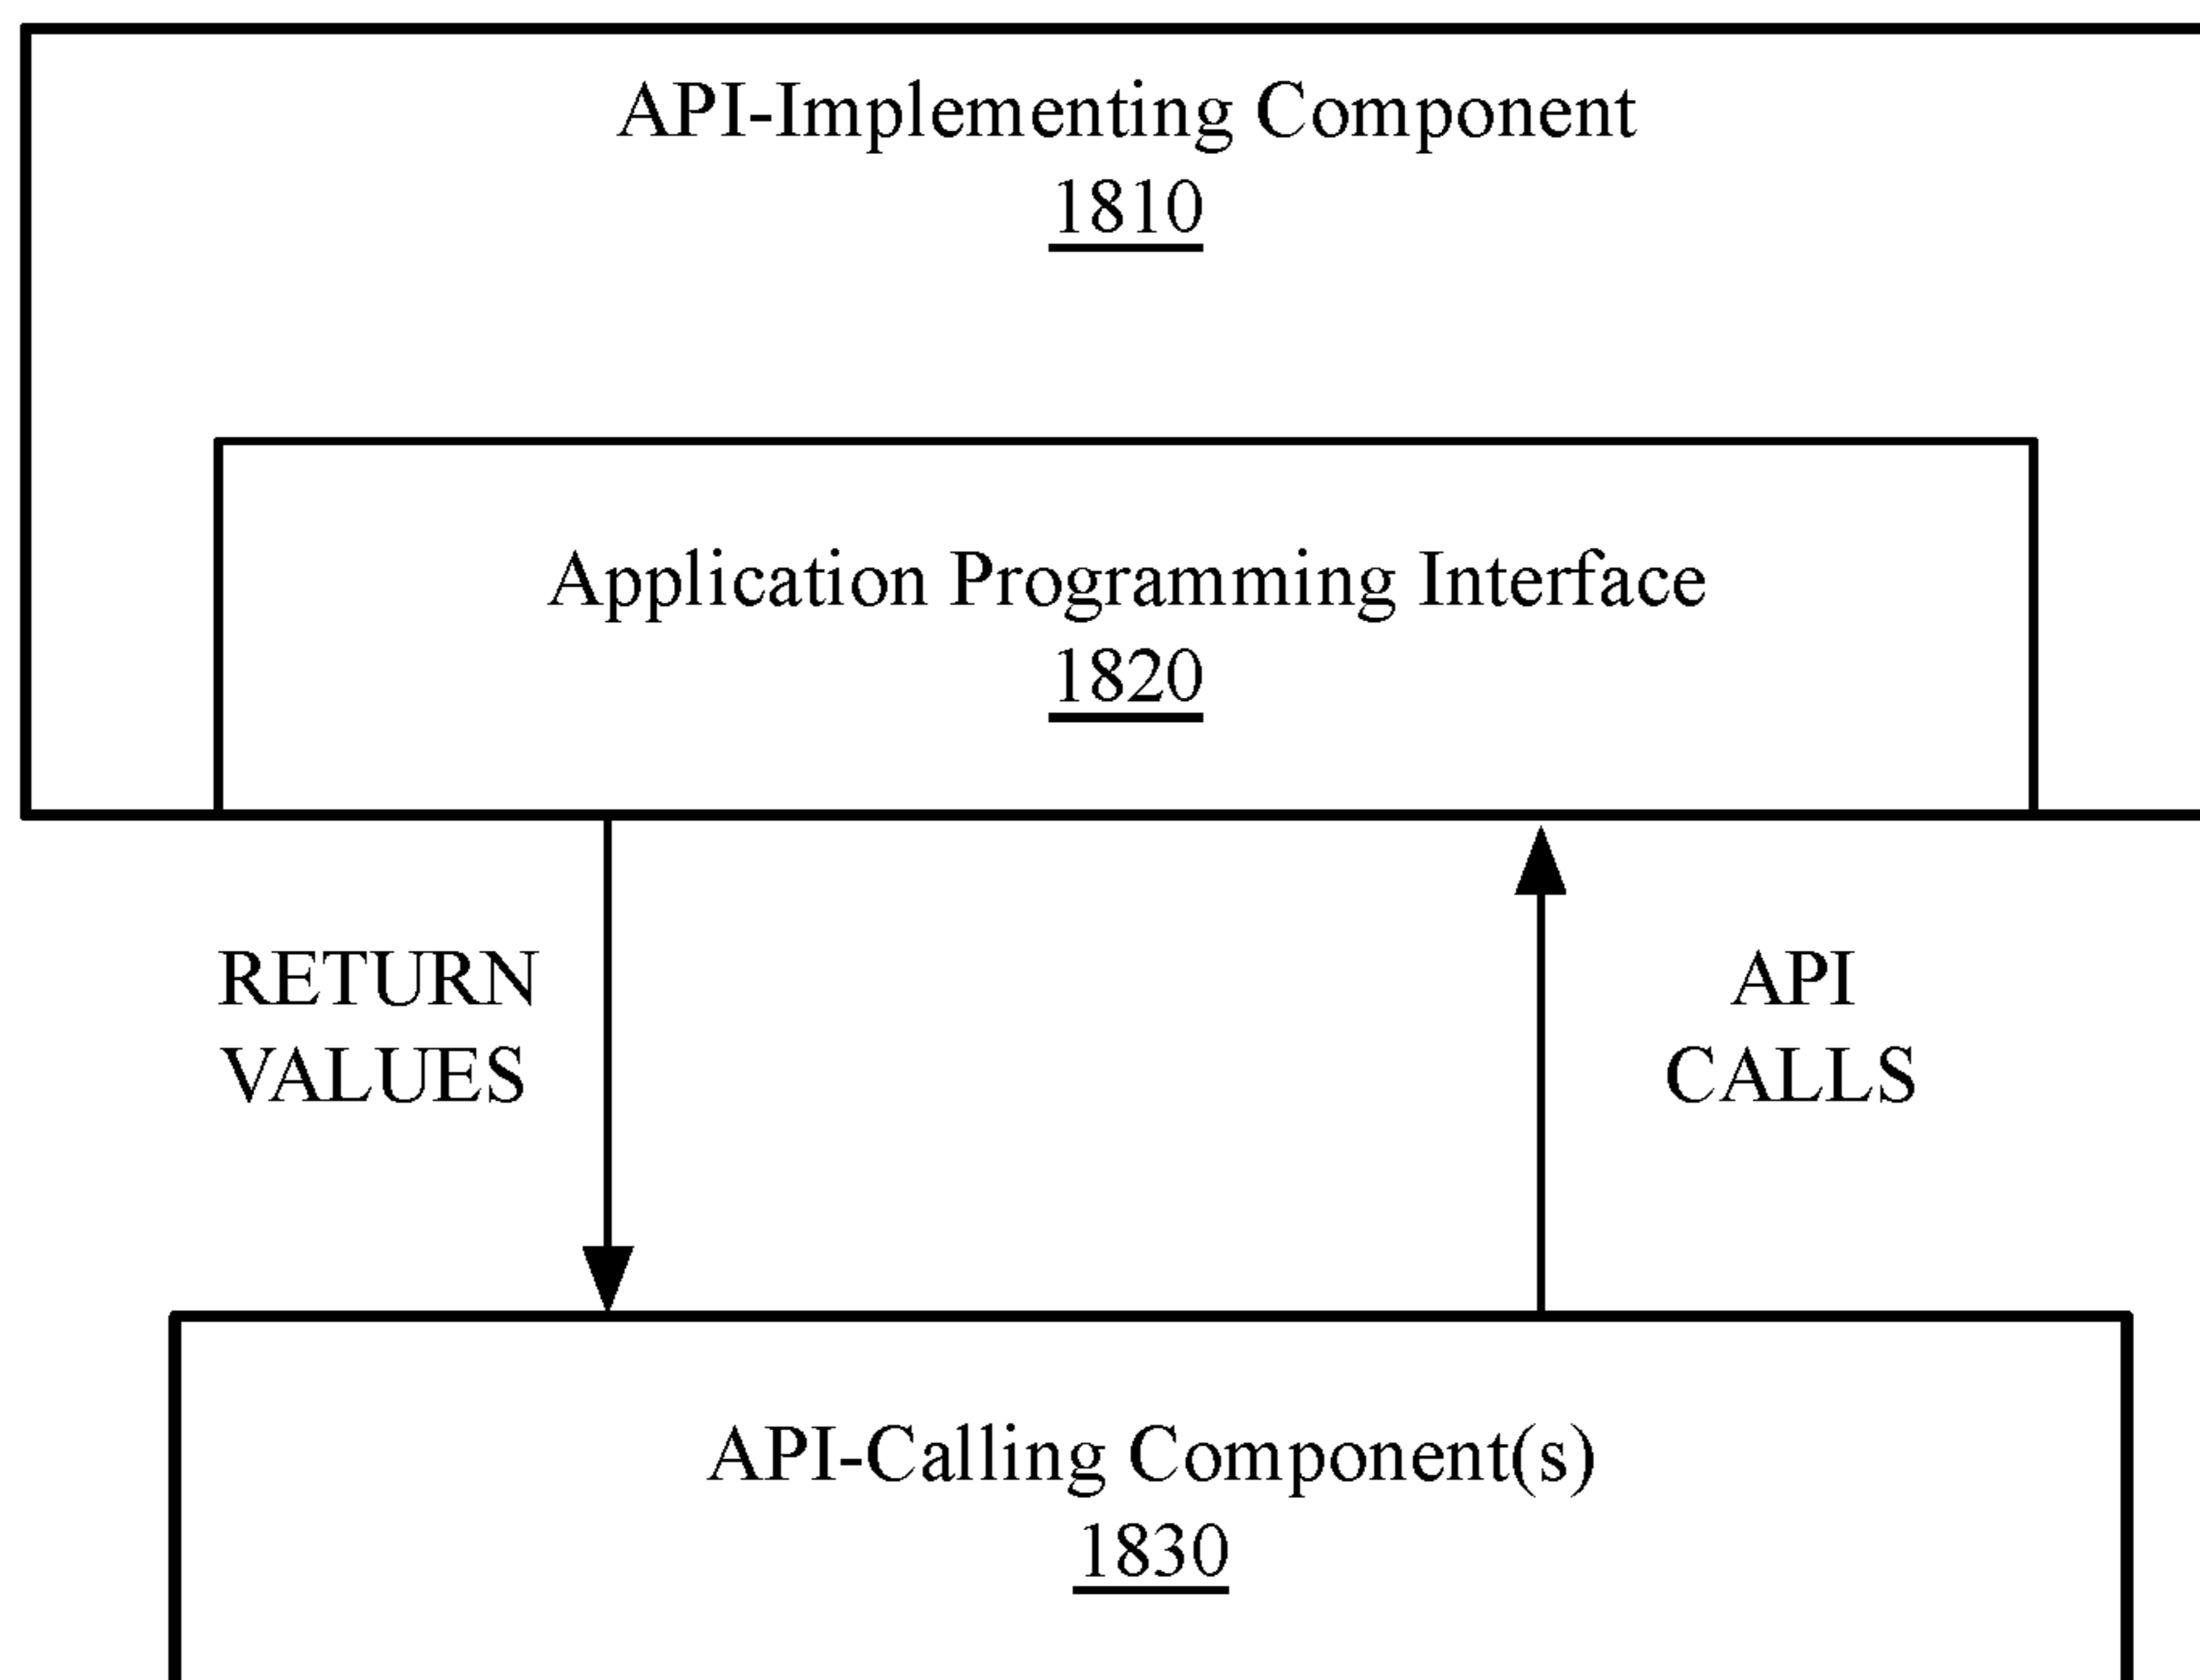 API-Implementing Component
1810
Application Programming Interface
1820
RETURN
VALUES
API
CALLS
API-Calling Component(s)
1830